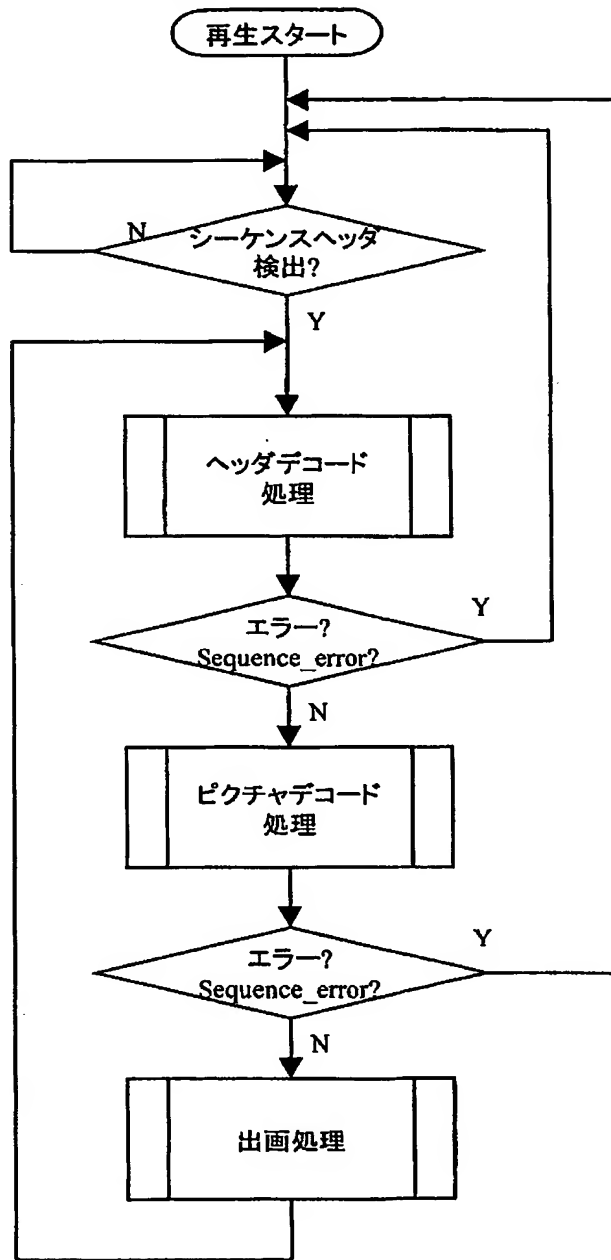 再生スタート
N
シーケンスヘッダ
検出?
Y
ヘッダデコード
処理
Y
エラー?
Sequence_error?
N
ピクチャデコード
処理
Y
エラー?
Sequence_error?
N
出画処理